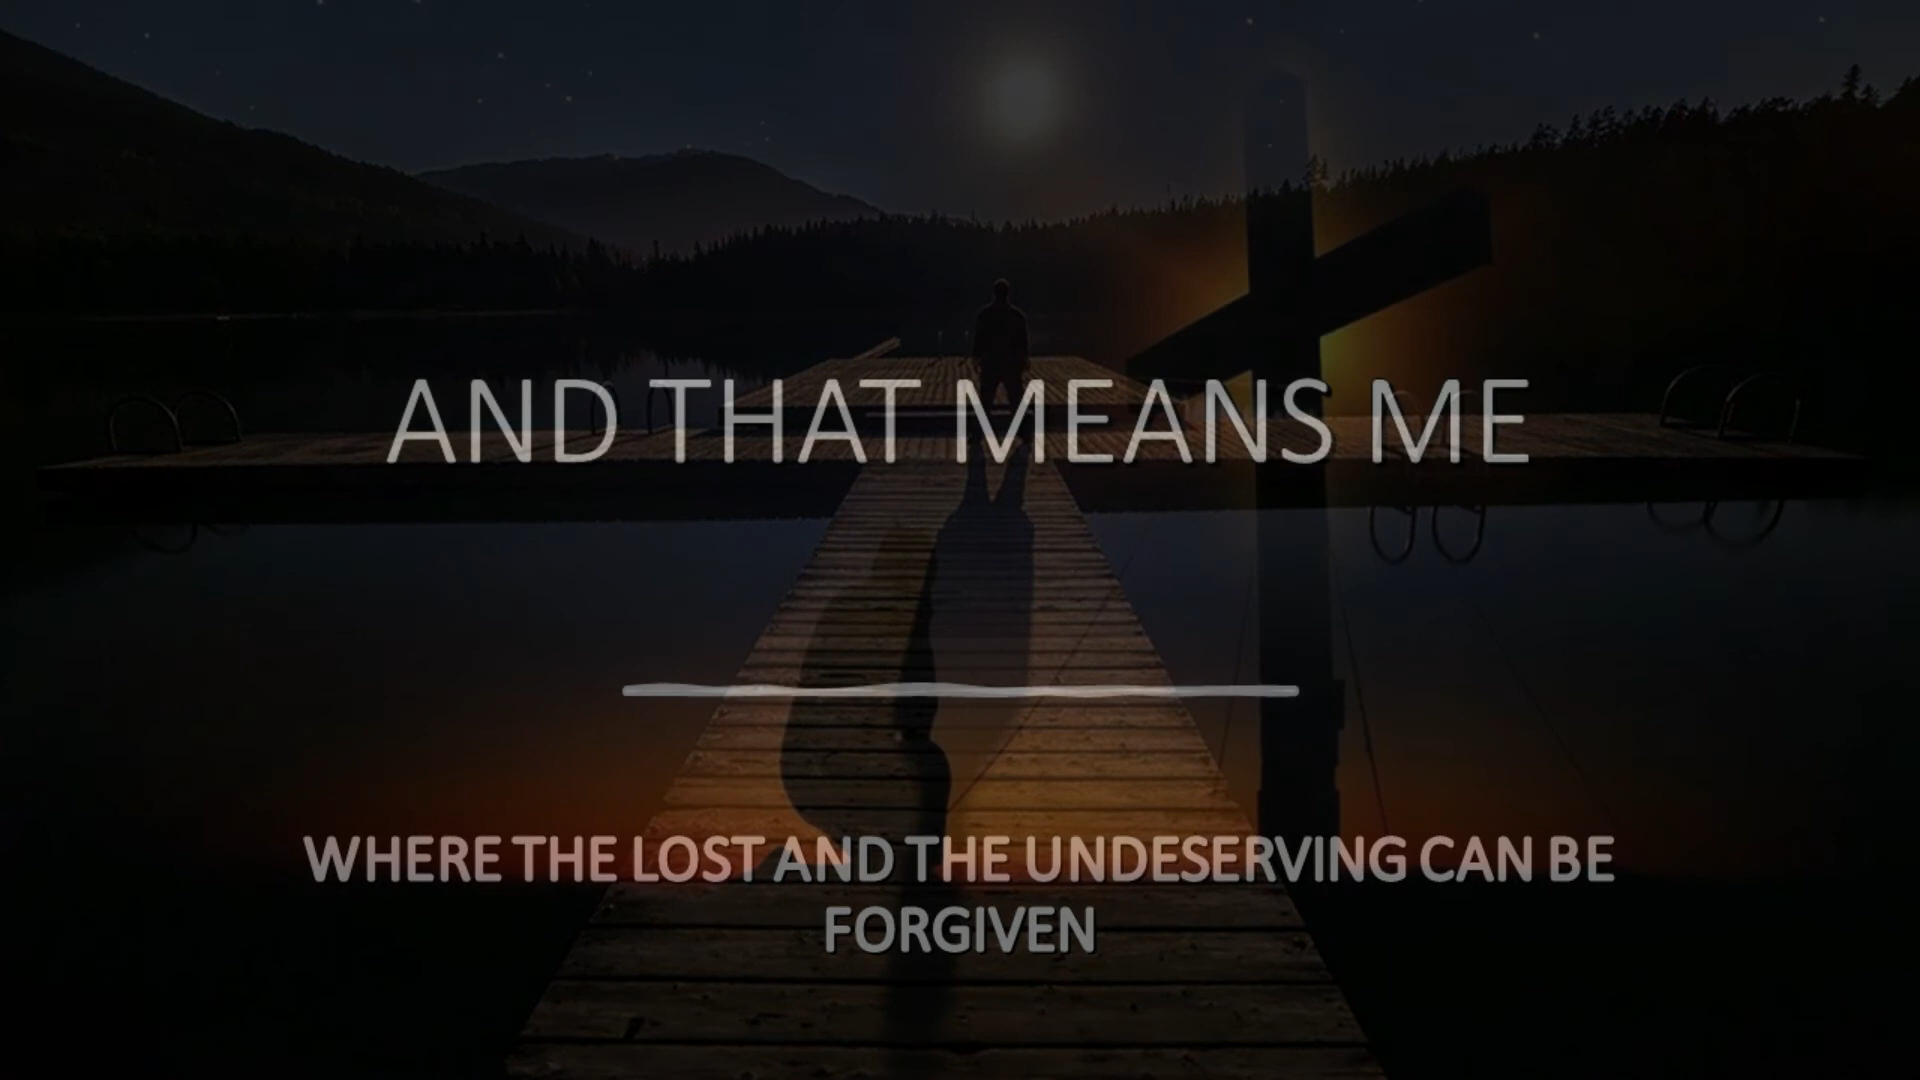 AND THAT MEANS ME
WHERE THE LOST AND THE UNDESERVING CAN BE
FORGIVEN